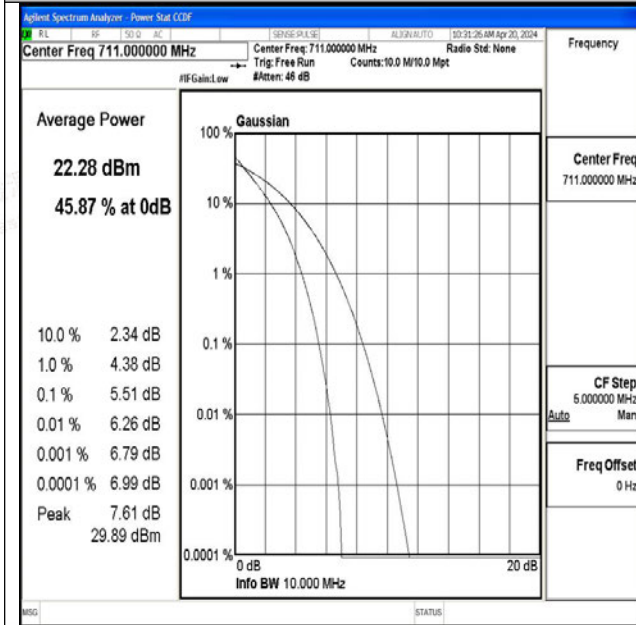 Agilent Spectrum Analyzer - Power Stat CCDF
RL RF 50 Ω AC SENSE:PULSE ALIGNAUTO 10:31:26 AM Apr 20, 2024
Center Freq 711.000000 MHz
Center Freq: 711.000000 MHz Radio Std: None
Trig: Free Run Counts:10.0 M/10.0 Mpt
#IFGain:Low #Atten: 46 dB
Frequency
Average Power
22.28 dBm
45.87 % at 0dB
10.0 % 2.34 dB
1.0 % 4.38 dB
0.1 % 5.51 dB
0.01 % 6.26 dB
0.001 % 6.79 dB
0.0001 % 6.99 dB
Peak 7.61 dB
29.89 dBm
Gaussian
100 %
10 %
1 %
0.1 %
0.01 %
0.001 %
0.0001 %
0 dB 20 dB
Info BW 10.000 MHz
Center Freq
711.000000 MHz
CF Step
5.000000 MHz
Auto Man
Freq Offset
0 Hz
MSG STATUS